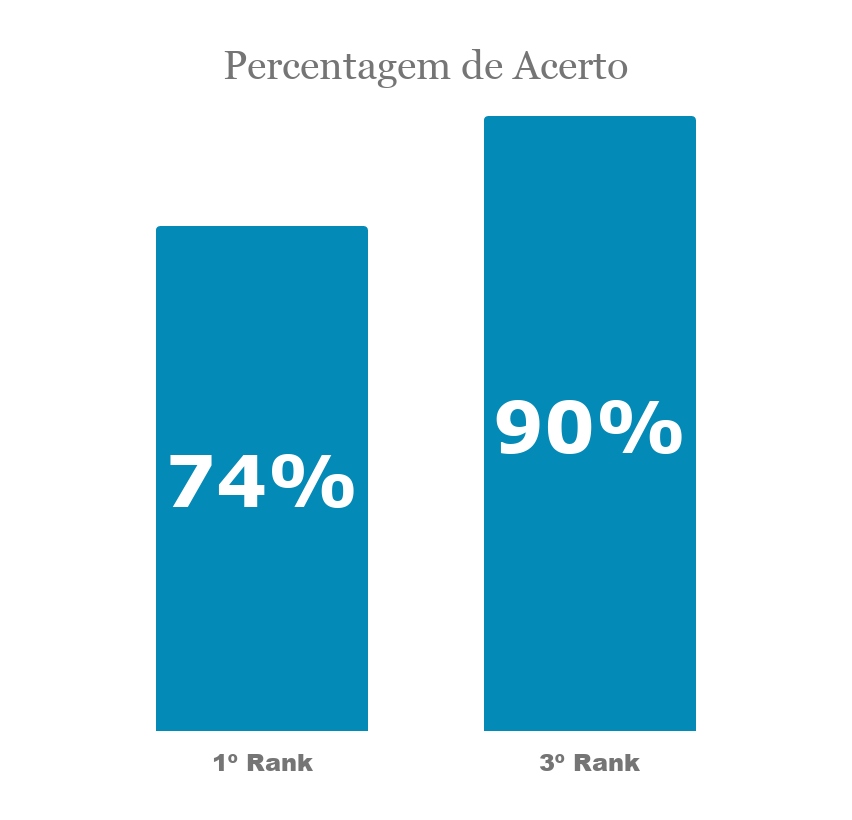 Percentagem de Acerto
90%
74%
1º Rank
3º Rank